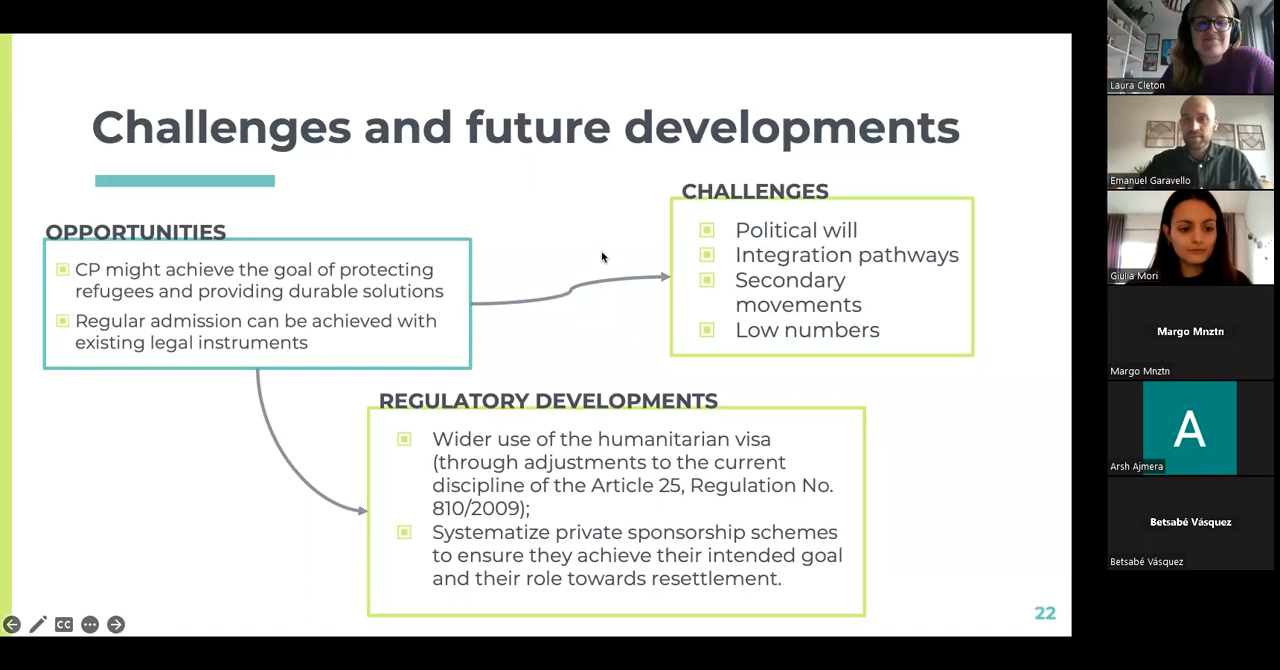 Challenges and future developments
OPPORTUNITIES
CP might achieve the goal of protecting
refugees and providing durable solutions
Regular admission can be achieved with
existing legal instruments
CHALLENGES
Political will
Integration pathways
Secondary
movements
Low numbers
REGULATORY DEVELOPMENTS
Wider use of the humanitarian visa
(through adjustments to the current
discipline of the Article 25, Regulation No.
810/2009);
Systematize private sponsorship schemes
to ensure they achieve their intended goal
and their role towards resettlement.
22
CC
Laura Cleton
Emanuel Garavello
Giulia Mori
Margo Mnztn
Margo Mnztn
A
Arsh Ajmera
Betsabé Vásquez
Betsabé Vásquez